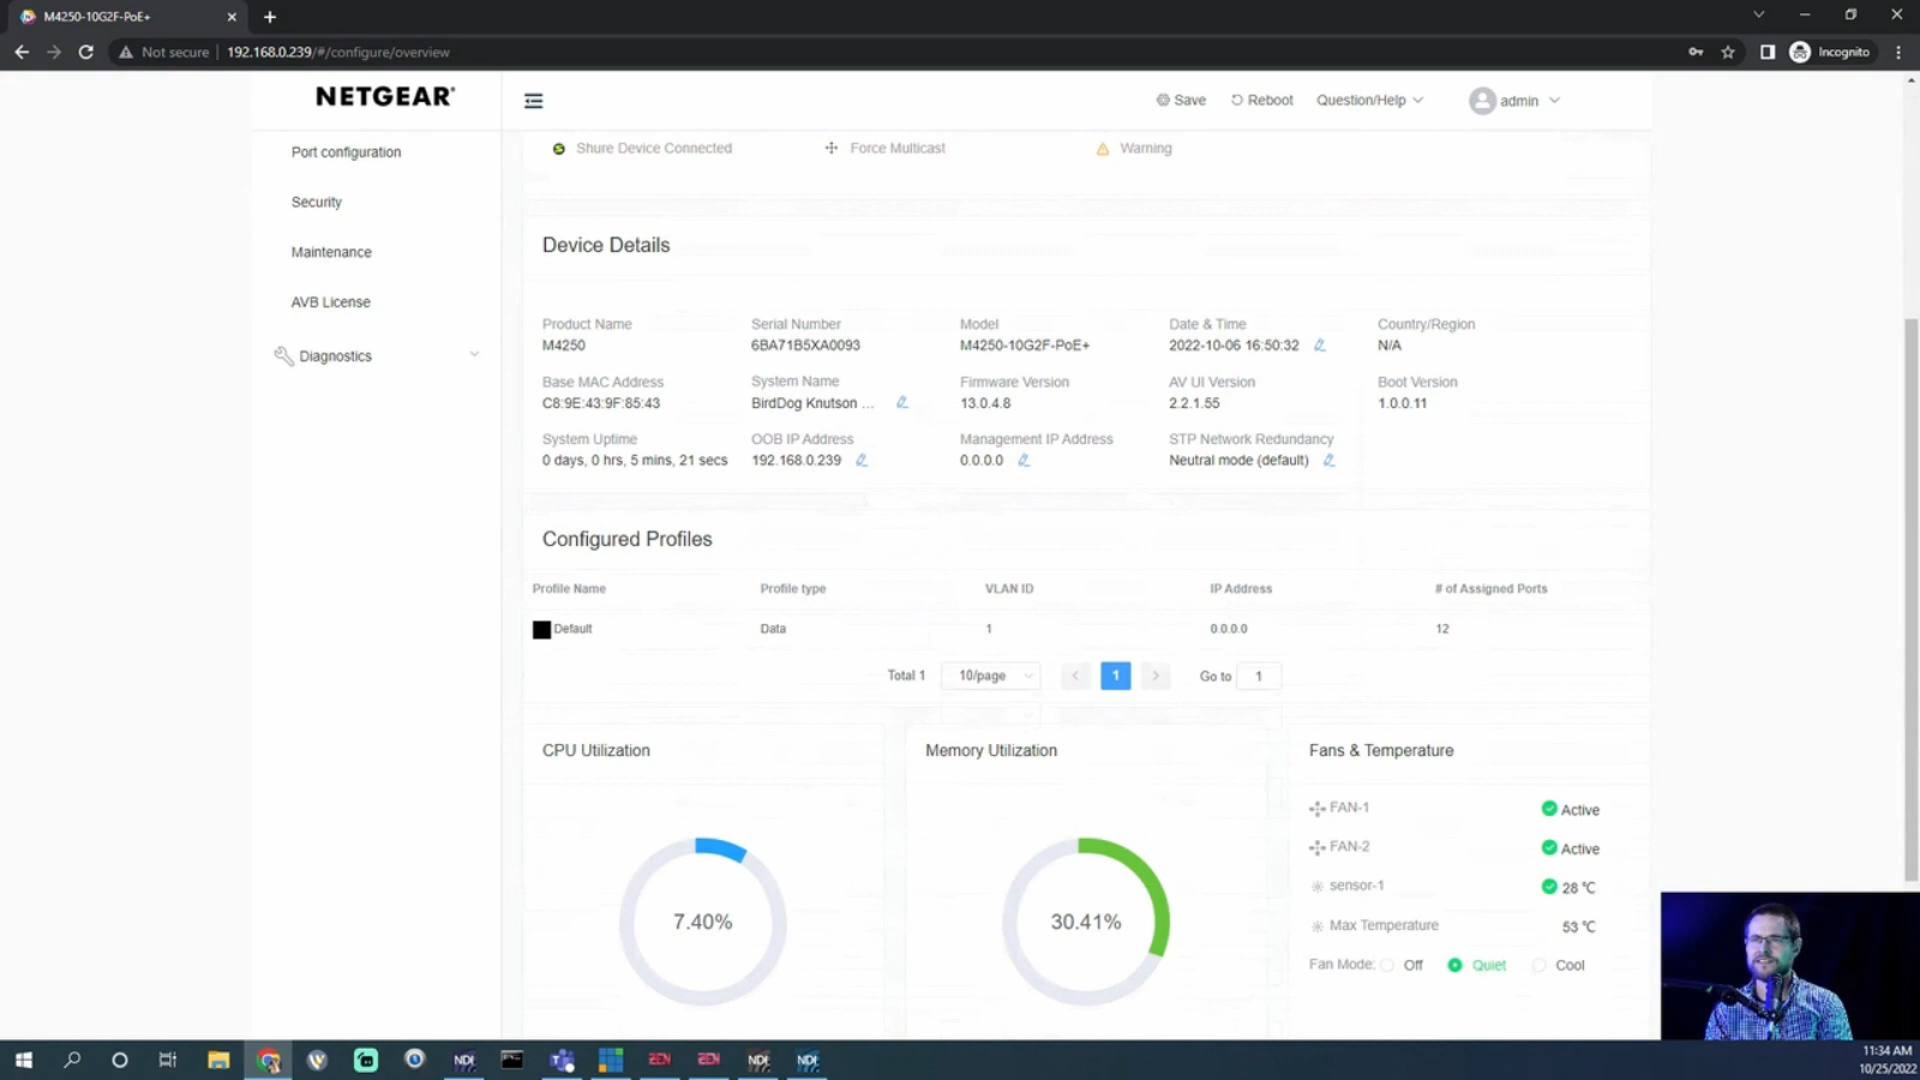 M4250-10G2F-PoE+
Not secure | 192.168.0.239/#/configure/overview
Incognito
NETGEAR®
Save
Reboot
Question/Help
admin
Port configuration
Security
Maintenance
AVB License
Diagnostics
Shure Device Connected
Force Multicast
Warning
Device Details
Product Name Serial Number Model Date & Time Country/Region
M4250 6BA71B5XA0093 M4250-10G2F-PoE+ 2022-10-06 16:50:32 N/A
Base MAC Address System Name Firmware Version AV UI Version Boot Version
C8:9E:43:9F:85:43 BirdDog Knutson ... 13.0.4.8 2.2.1.55 1.0.0.11
System Uptime OOB IP Address Management IP Address STP Network Redundancy
0 days, 0 hrs, 5 mins, 21 secs 192.168.0.239 0.0.0.0 Neutral mode (default)
Configured Profiles
Profile Name Profile type VLAN ID IP Address # of Assigned Ports
Default Data 1 0.0.0.0 12
Total 1 10/page 1 Go to 1
CPU Utilization
7.40%
Memory Utilization
30.41%
Fans & Temperature
FAN-1 Active
FAN-2 Active
sensor-1 28 ℃
Max Temperature 53 ℃
Fan Mode: Off Quiet Cool
NDI
NDI
NDI
11:34 AM
10/25/2022